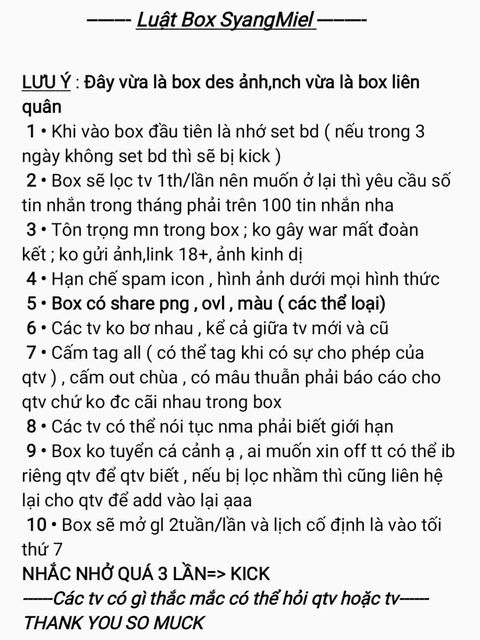 ------- Luật Box SyangMiel --------
LƯU Ý : Đây vừa là box des ảnh,nch vừa là box liên
quân
1 • Khi vào box đầu tiên là nhớ set bd ( nếu trong 3
ngày không set bd thì sẽ bị kick )
2 • Box sẽ lọc tv 1th/lần nên muốn ở lại thì yêu cầu số
tin nhắn trong tháng phải trên 100 tin nhắn nha
3 • Tôn trọng mn trong box ; ko gây war mất đoàn
kết ; ko gửi ảnh,link 18+, ảnh kinh dị
4 • Hạn chế spam icon , hình ảnh dưới mọi hình thức
5 • Box có share png , ovl , màu ( các thể loại)
6 • Các tv ko bơ nhau , kể cả giữa tv mới và cũ
7 • Cấm tag all ( có thể tag khi có sự cho phép của
qtv ) , cấm out chùa , có mâu thuẫn phải báo cáo cho
qtv chứ ko đc cãi nhau trong box
8 • Các tv có thể nói tục nma phải biết giới hạn
9 • Box ko tuyển cá cảnh ạ , ai muốn xin off tt có thể ib
riêng qtv để qtv biết , nếu bị lọc nhầm thì cũng liên hệ
lại cho qtv để add vào lại ạaa
10 • Box sẽ mở gl 2tuần/lần và lịch cố định là vào tối
thứ 7
NHẮC NHỞ QUÁ 3 LẦN=> KICK
------Các tv có gì thắc mắc có thể hỏi qtv hoặc tv------
THANK YOU SO MUCK